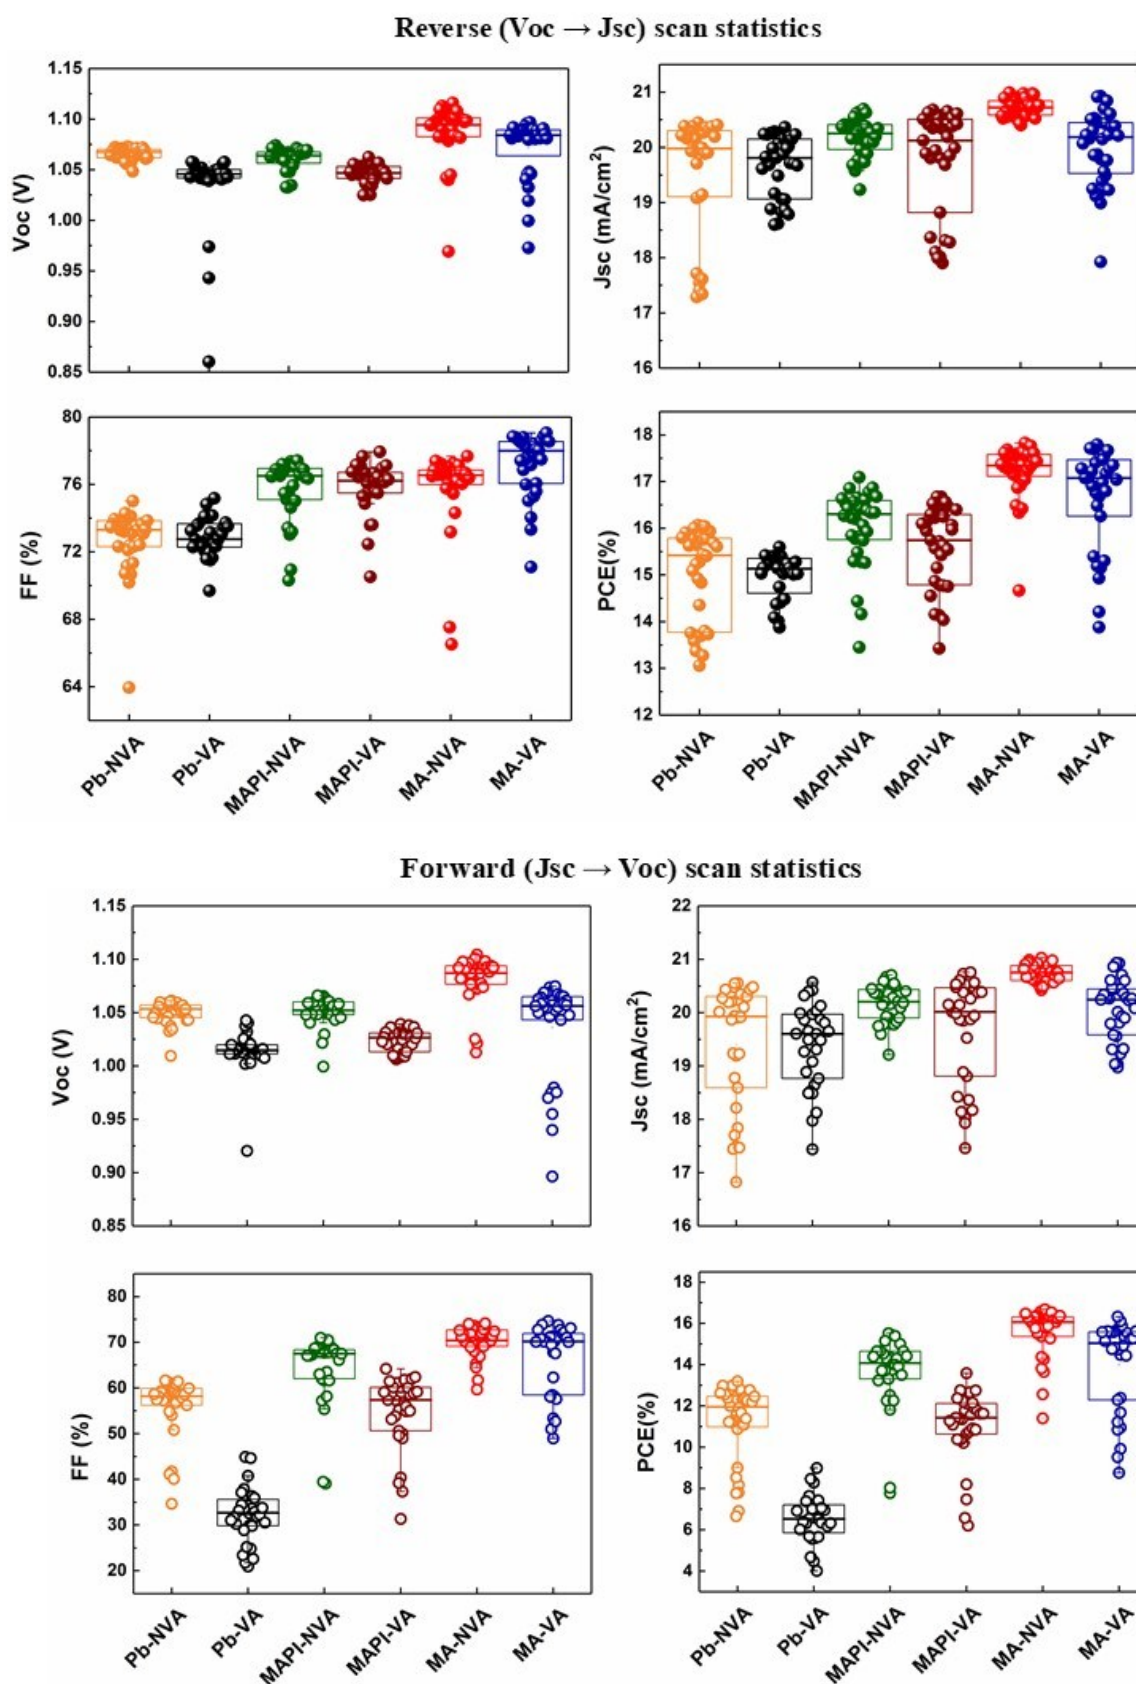 Reverse (Voc → Jsc) scan statistics
1.15
1.10
1.05
1.00
0.95
0.90
0.85
Voc (V)
21
20
19
18
17
16
Jsc (mA/cm²)
80
76
72
68
64
FF (%)
Pb-NVA
Pb-VA
MAPI-NVA
MAPI-VA
MA-NVA
MA-VA
18
17
16
15
14
13
12
PCE(%)
Pb-NVA
Pb-VA
MAPI-NVA
MAPI-VA
MA-NVA
MA-VA
Forward (Jsc → Voc) scan statistics
1.15
1.10
1.05
1.00
0.95
0.90
0.85
Voc (V)
22
21
20
19
18
17
16
Jsc (mA/cm²)
80
70
60
50
40
30
20
FF (%)
Pb-NVA
Pb-VA
MAPI-NVA
MAPI-VA
MA-NVA
MA-VA
18
16
14
12
10
8
6
4
PCE(%)
Pb-NVA
Pb-VA
MAPI-NVA
MAPI-VA
MA-NVA
MA-VA